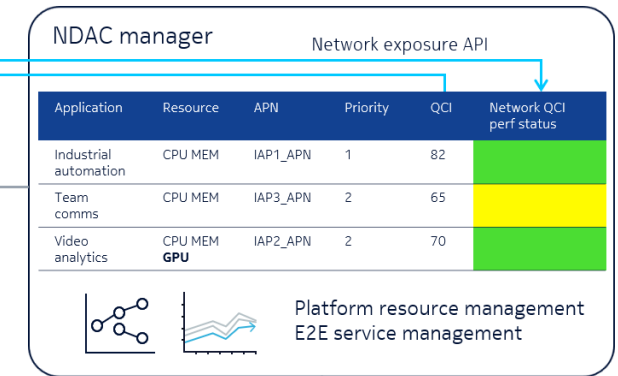 NDAC manager
Network exposure API
Application Resource APN Priority QCI Network QCI
perf status
Industrial CPU MEM IAP1_APN 1 82
automation
Team CPU MEM IAP3_APN 2 65
comms
Video CPU MEM IAP2_APN 2 70
analytics GPU
Platform resource management
E2E service management